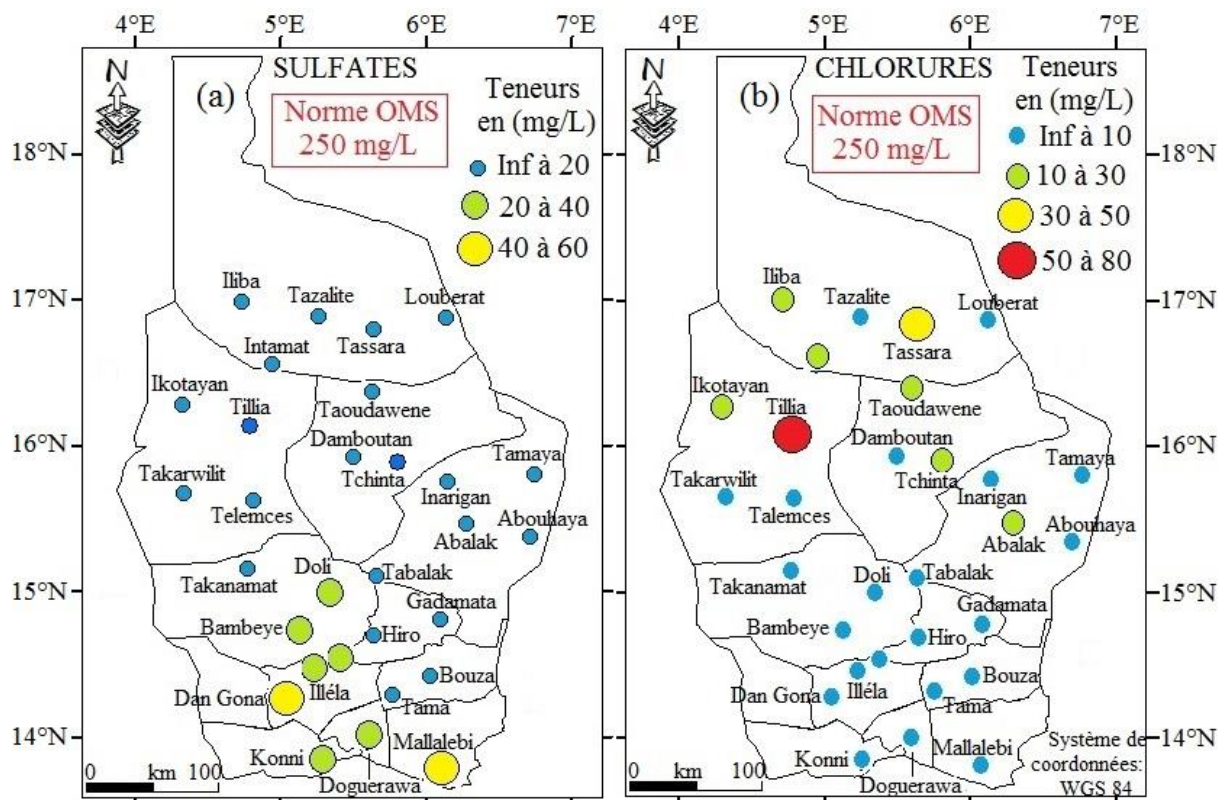 4°E 5°E 6°E 7°E
4°E 5°E 6°E 7°E
N
(a)
SULFATES
Norme OMS
250 mg/L
Teneurs
en (mg/L)
Inf à 20
20 à 40
40 à 60
18°N
17°N
16°N
15°N
14°N
Iliba
Tazalite
Louberat
Tassara
Intamat
Ikotayan
Tillia
Taoudawene
Damboutan
Tchinta
Tamaya
Inarigan
Takarwilit
Telemces
Abalak
Abouhaya
Takanamat
Doli
Tabalak
Gadamata
Bambeye
Hiro
Illéla
Bouza
Dan Gona
Tama
Konni
Mallalebi
Doguerawa
0 km 100
N
(b)
CHLORURES
Norme OMS
250 mg/L
Teneurs
en (mg/L)
Inf à 10
10 à 30
30 à 50
50 à 80
18°N
17°N
16°N
15°N
14°N
Iliba
Tazalite
Louberat
Tassara
Ikotayan
Tillia
Taoudawene
Damboutan
Tchinta
Tamaya
Inarigan
Takarwilit
Talemces
Abalak
Abouhaya
Takanamat
Doli
Tabalak
Gadamata
Bambeye
Hiro
Illéla
Bouza
Dan Gona
Tama
Konni
Mallalebi
Doguerawa
0 km 100
Système de
coordonnées:
WGS 84